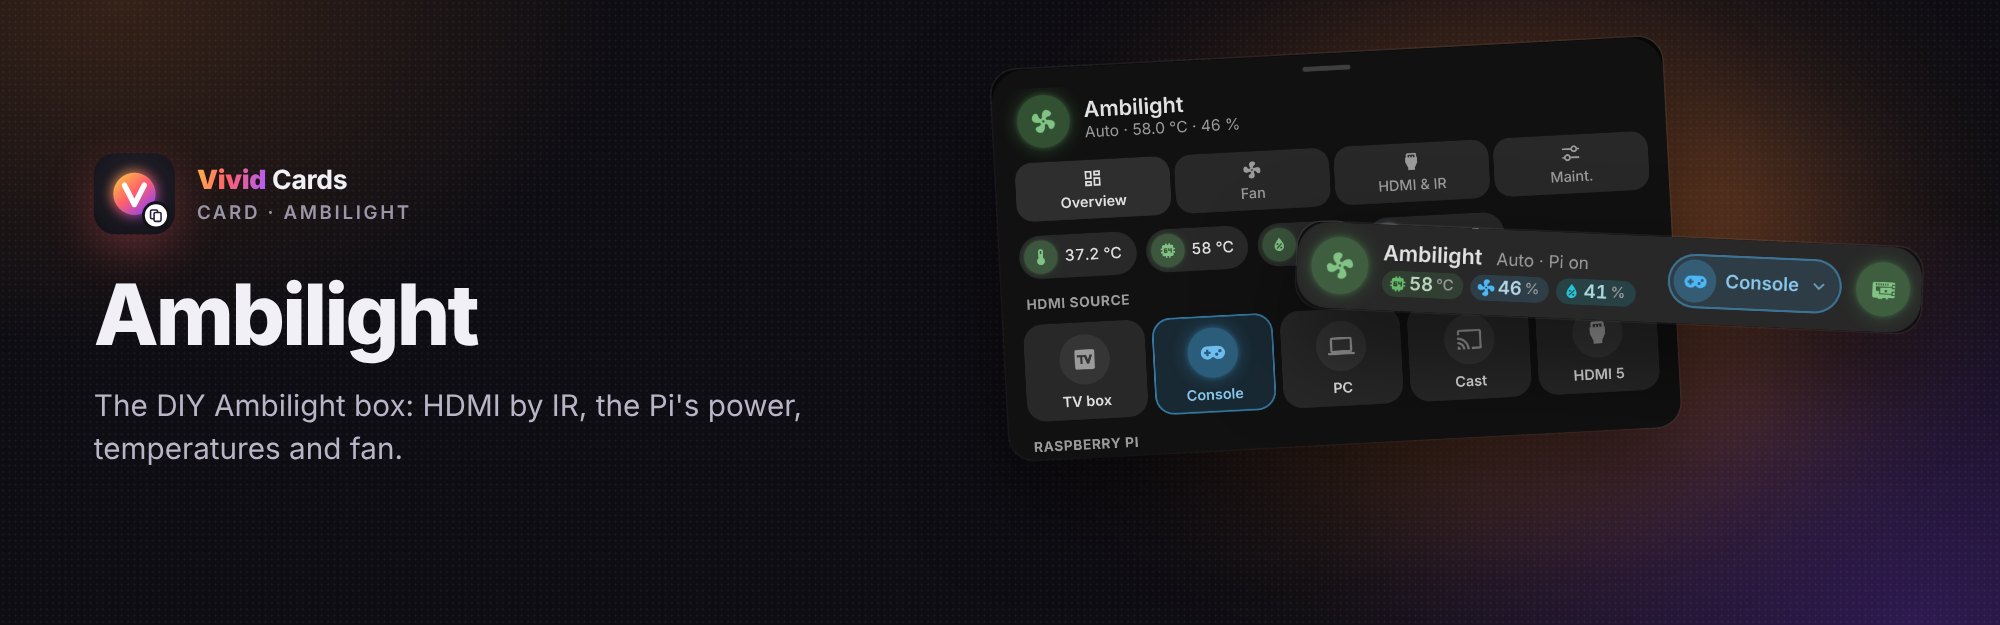 Vivid Cards
CARD · AMBILIGHT
Ambilight
The DIY Ambilight box: HDMI by IR, the Pi's power,
temperatures and fan.
Ambilight
Auto · 58.0 °C · 46 %
Overview
Fan
HDMI & IR
Maint.
37.2 °C
58 °C
Ambilight Auto · Pi on
58 °C 46 % 41 %
Console
HDMI SOURCE
TV
TV box
Console
PC
Cast
HDMI 5
RASPBERRY PI